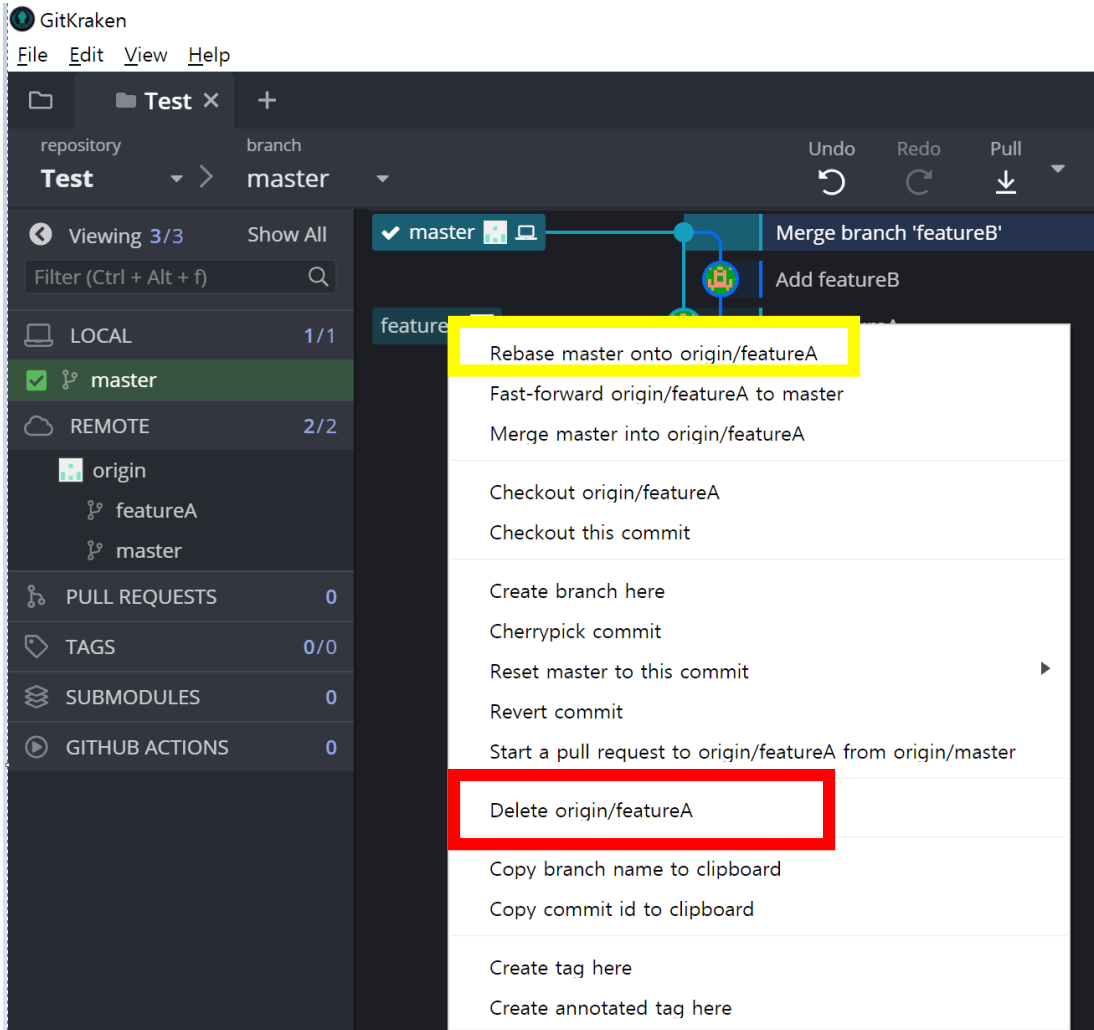 GitKraken
File Edit View Help
Test
repository branch Undo Redo Pull
Test master
Viewing 3/3 Show All
master
Merge branch 'featureB'
Filter (Ctrl + Alt + f)
Add featureB
LOCAL 1/1
feature
master
REMOTE 2/2
origin
featureA
master
PULL REQUESTS 0
TAGS 0/0
SUBMODULES 0
GITHUB ACTIONS 0
Rebase master onto origin/featureA
Fast-forward origin/featureA to master
Merge master into origin/featureA
Checkout origin/featureA
Checkout this commit
Create branch here
Cherrypick commit
Reset master to this commit
Revert commit
Start a pull request to origin/featureA from origin/master
Delete origin/featureA
Copy branch name to clipboard
Copy commit id to clipboard
Create tag here
Create annotated tag here